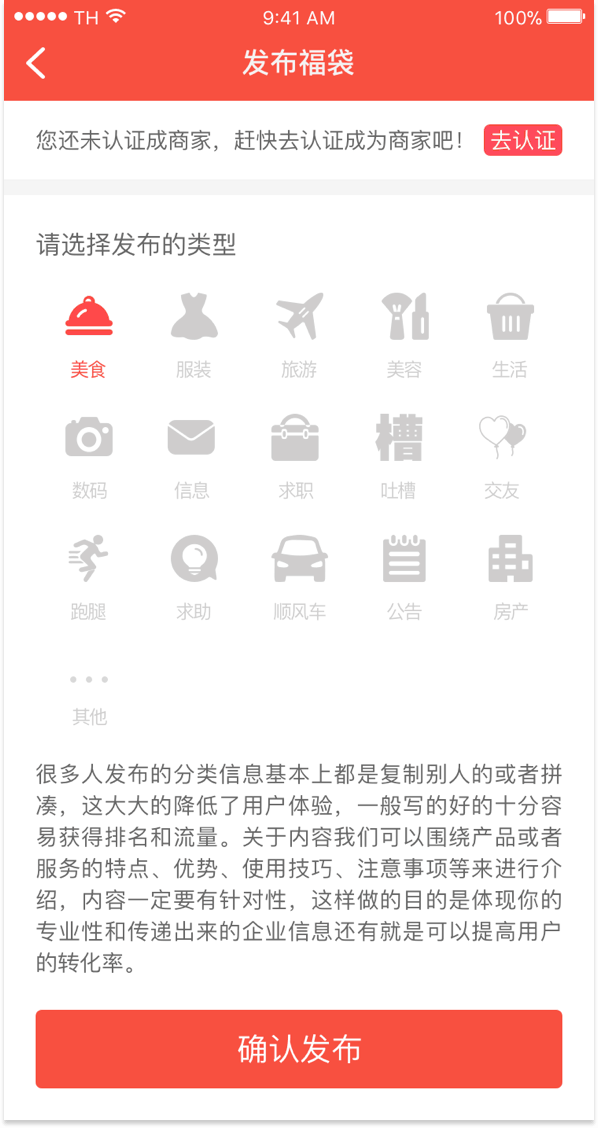 TH 9:41 AM 100%
发布福袋
您还未认证成商家，赶快去认证成为商家吧！ 去认证
请选择发布的类型
美食 服装 旅游 美容 生活
槽
数码 信息 求职 吐槽 交友
跑腿 求助 顺风车 公告 房产
其他
很多人发布的分类信息基本上都是复制别人的或者拼
凑，这大大的降低了用户体验，一般写的好的十分容
易获得排名和流量。关于内容我们可以围绕产品或者
服务的特点、优势、使用技巧、注意事项等来进行介
绍，内容一定要有针对性，这样做的目的是体现你的
专业性和传递出来的企业信息还有就是可以提高用户
的转化率。
确认发布